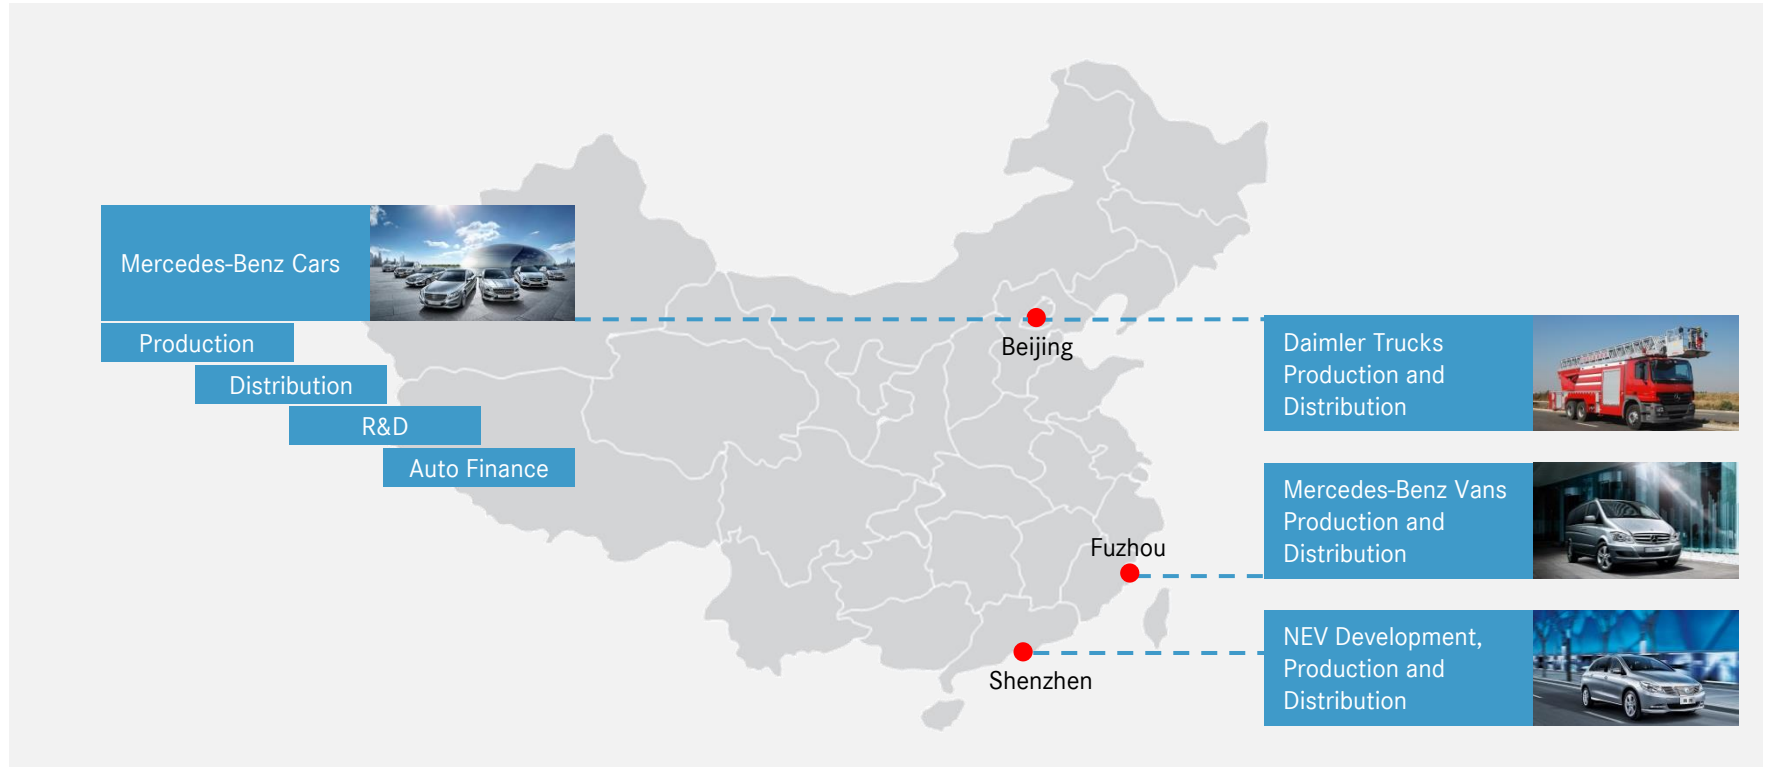 Mercedes-Benz Cars
Production
Distribution
R&D
Auto Finance
Beijing
Daimler Trucks
Production and
Distribution
Fuzhou
Mercedes-Benz Vans
Production and
Distribution
Shenzhen
NEV Development,
Production and
Distribution